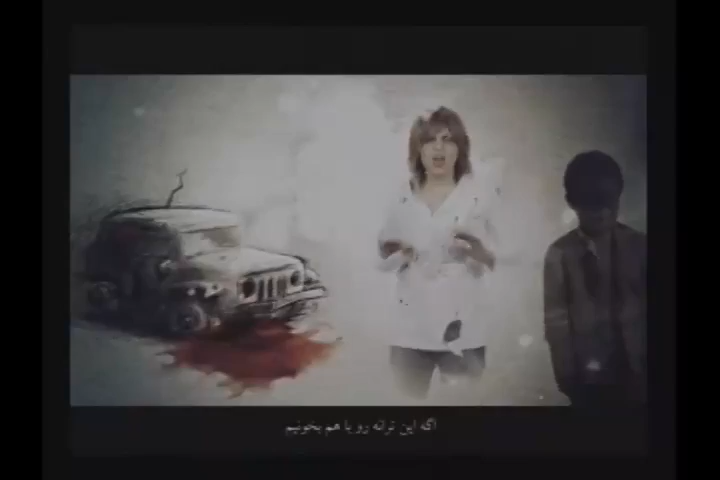 اگه این ترانه رو با هم بخونیم